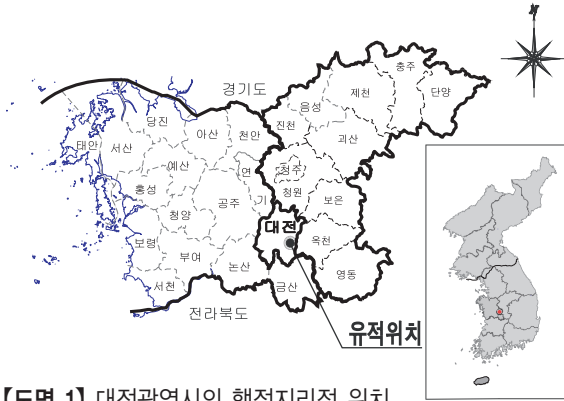 N
경기도
충주
제천
단양
음성
진천
괴산
당진
아산
천안
태안
서산
예산
연
기
청주
홍성
청원
보은
공주
청양
대전
보령
옥천
부여
논산
영동
서천
금산
전라북도
유적위치
【도면 1】 대전광역시의 행정지리적 위치